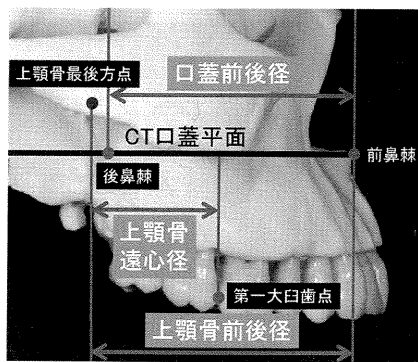 口蓋前後径
上顎骨最後方点
CT口蓋平面
前鼻棘
後鼻棘
上顎骨
遠心径
第一大臼歯点
上顎骨前後径